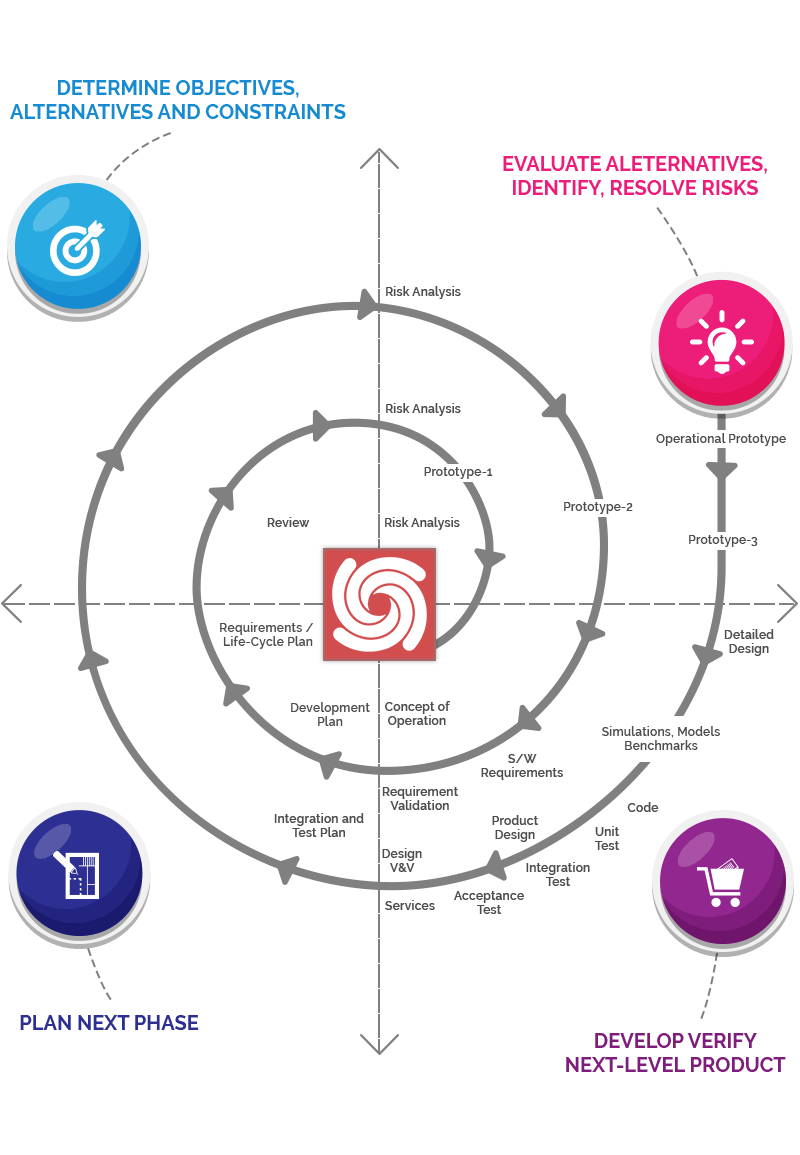 DETERMINE OBJECTIVES,
ALTERNATIVES AND CONSTRAINTS
EVALUATE ALETERNATIVES,
IDENTIFY, RESOLVE RISKS
Risk Analysis
Risk Analysis
Operational Prototype
Prototype-1
Prototype-2
Review
Risk Analysis
Prototype-3
Requirements /
Life-Cycle Plan
Detailed
Design
Development
Plan
Concept of
Operation
Simulations, Models
Benchmarks
S/W
Requirements
Requirement
Validation
Integration and
Test Plan
Product
Design
Code
Unit
Test
Design
V&V
Integration
Test
Services
Acceptance
Test
PLAN NEXT PHASE
DEVELOP VERIFY
NEXT-LEVEL PRODUCT